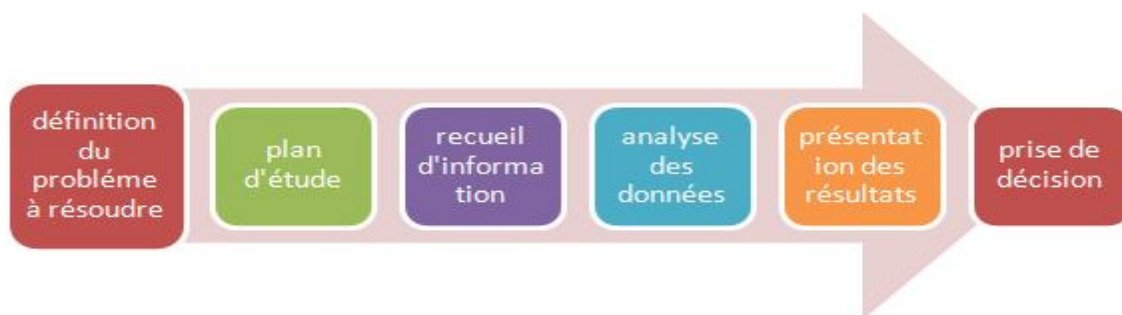 définition
du
probléme
à résoudre
plan
d'étude
recueil
d'informa
tion
analyse
des
données
présentat
ion des
résultats
prise de
décision